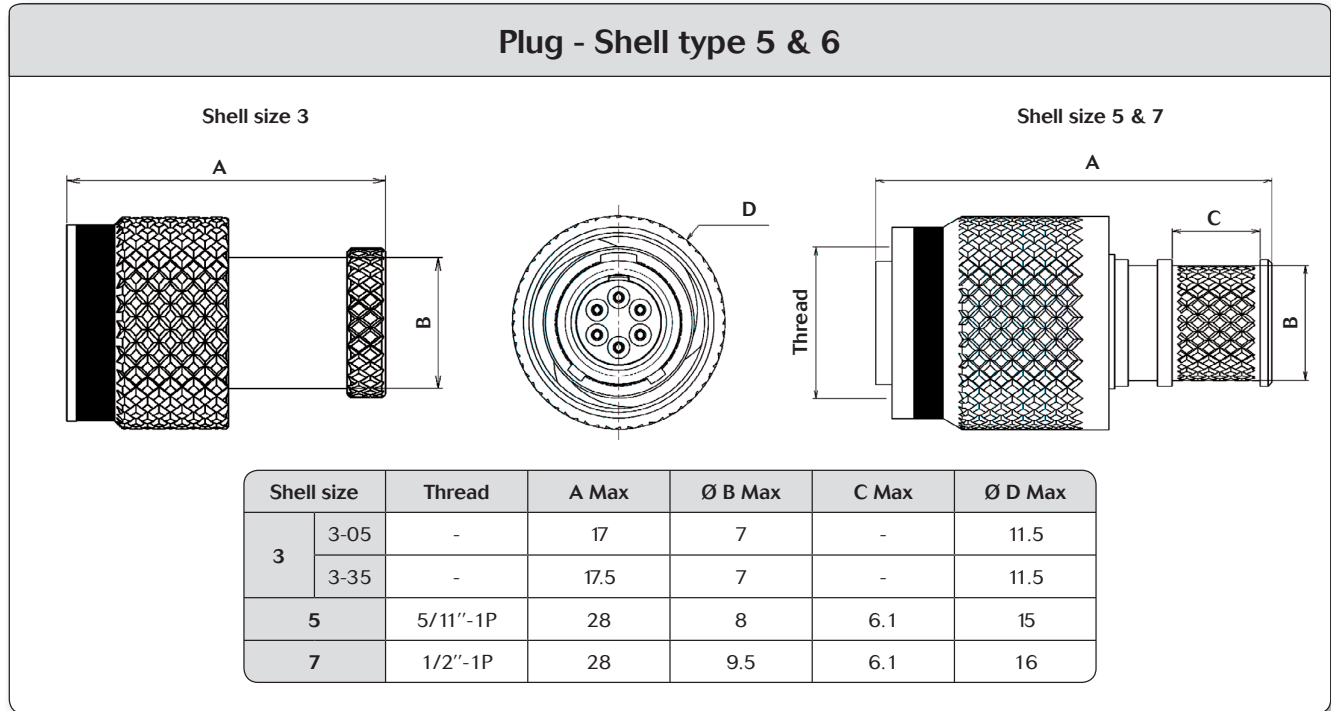 Plug - Shell type 5 & 6
Shell size 3
Shell size 5 & 7
A
B
D
A
C
Thread
B
Shell size Thread A Max Ø B Max C Max Ø D Max
3 3-05 - 17 7 - 11.5
3-35 - 17.5 7 - 11.5
5 5/11’’-1P 28 8 6.1 15
7 1/2’’-1P 28 9.5 6.1 16